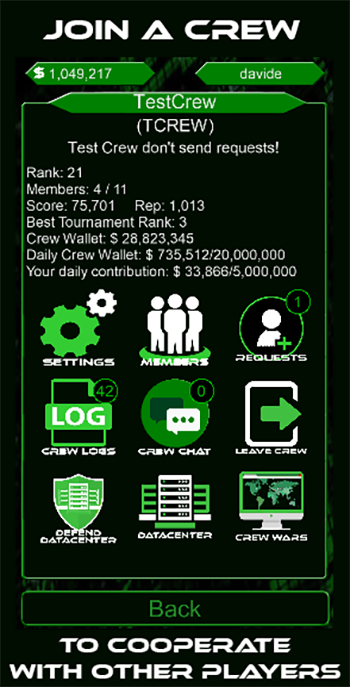 JOIN A CREW
$ 1,049,217
davide
TestCrew
(TCREW)
Test Crew don't send requests!
Rank: 21
Members: 4 / 11
Score: 75,701 Rep: 1,013
Best Tournament Rank: 3
Crew Wallet: $ 28,823,345
Daily Crew Wallet: $ 735,512/20,000,000
Your daily contribution: $ 33,866/5,000,000
1
SETTINGS
MEMBERS
REQUESTS
42
LOG
0
CREW LOGS
CREW CHAT
LEAVE CREW
DEFEND
DATACENTER
DATACENTER
CREW WARS
Back
TO COOPERATE
WITH OTHER PLAYERS